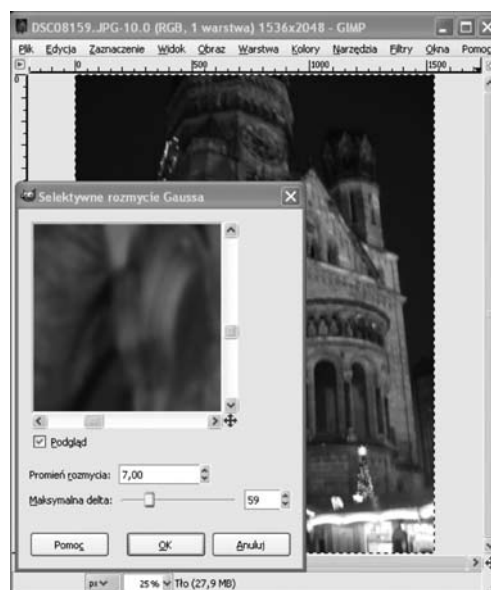 DSC08159.JPG-10.0 (RGB, 1 warstwa) 1536x2048 - GIMP
Plik Edycja Zaznaczenie Widok Obraz Warstwa Kolory Narzędzia Filtry Okna Pomoc
0 500 1000 1500
0
Selektywne rozmycie Gaussa
Podgląd
Promień rozmycia: 7,00
Maksymalna delta: 59
Pomoc OK Anuluj
px 25 % Tło (27,9 MB)